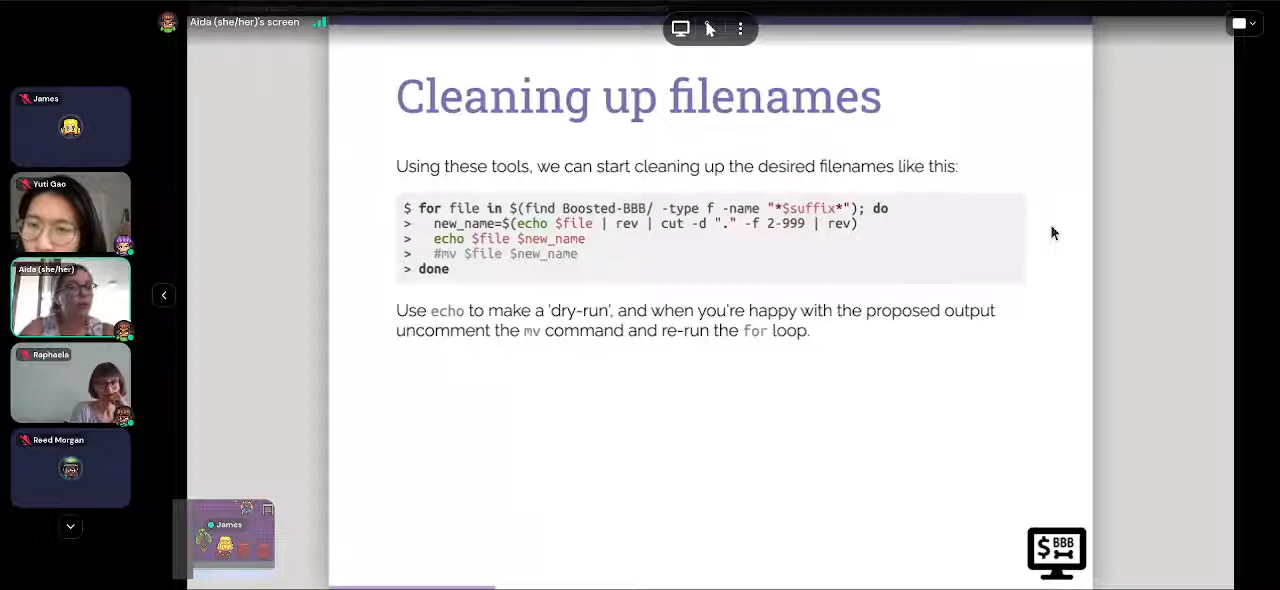 Aida (she/her)'s screen
James
Yuti Gao
Aida (she/her)
Raphaela
Reed Morgan
James
Cleaning up filenames
Using these tools, we can start cleaning up the desired filenames like this:
$ for file in $(find Boosted-BBB/ -type f -name "*$suffix*"); do
> new_name=$(echo $file | rev | cut -d "." -f 2-999 | rev)
> echo $file $new_name
> #mv $file $new_name
> done
Use echo to make a 'dry-run', and when you're happy with the proposed output
uncomment the mv command and re-run the for loop.
$ BBB